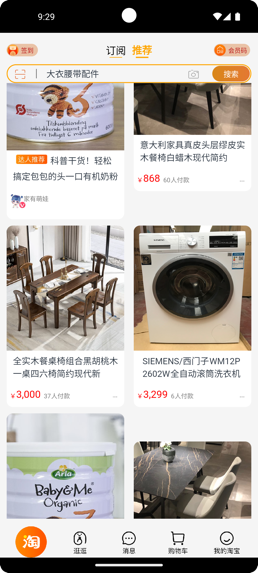 9:29
签到
订阅 推荐
会员码
大衣腰带配件
搜索
达人推荐 科普干货！轻松
搞定包包的头一口有机奶粉
家有萌娃
意大利家具真皮头层缪皮实
木餐椅白蜡木现代简约
￥868 60人付款
全实木餐桌椅组合黑胡桃木
一桌四六椅简约现代新
￥3,000 37人付款
SIEMENS/西门子WM12P
2602W全自动滚筒洗衣机
￥3,299 6人付款
Arla
Baby&Me
Organic
淘
逛逛
消息
购物车
我的淘宝